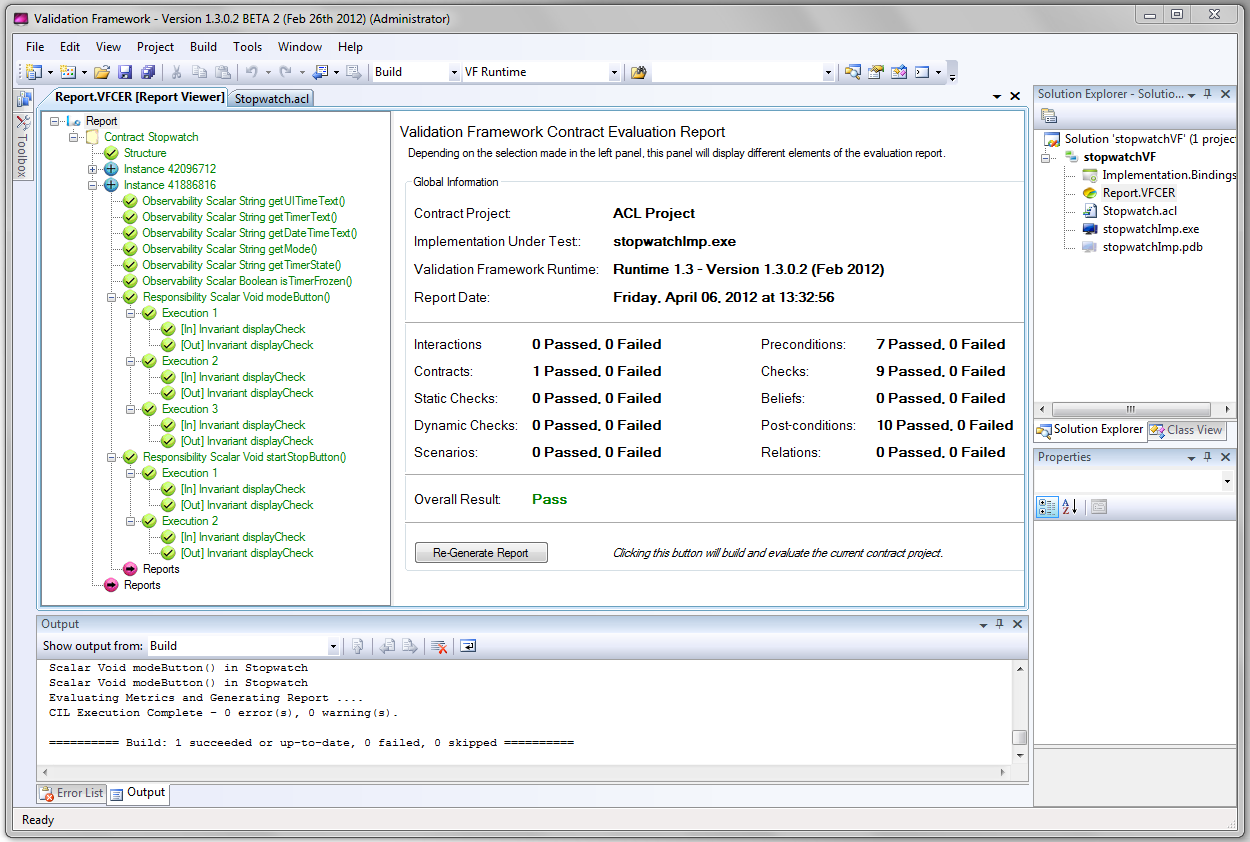 Validation Framework - Version 1.3.0.2 BETA 2 (Feb 26th 2012) (Administrator)
File Edit View Project Build Tools Window Help
Build VF Runtime
Report.VFCER [Report Viewer] Stopwatch.acl
Toolbox
Report
Contract Stopwatch
Structure
Instance 42096712
Instance 41886816
Observability Scalar String getUITimeText()
Observability Scalar String getTimerText()
Observability Scalar String getDateTimeText()
Observability Scalar String getMode()
Observability Scalar String getTimerState()
Observability Scalar Boolean isTimerFrozen()
Responsibility Scalar Void modeButton()
Execution 1
[In] Invariant displayCheck
[Out] Invariant displayCheck
Execution 2
[In] Invariant displayCheck
[Out] Invariant displayCheck
Execution 3
[In] Invariant displayCheck
[Out] Invariant displayCheck
Responsibility Scalar Void startStopButton()
Execution 1
[In] Invariant displayCheck
[Out] Invariant displayCheck
Execution 2
[In] Invariant displayCheck
[Out] Invariant displayCheck
Reports
Reports
Validation Framework Contract Evaluation Report
Depending on the selection made in the left panel, this panel will display different elements of the evaluation report.
Global Information
Contract Project: ACL Project
Implementation Under Test: stopwatchImp.exe
Validation Framework Runtime: Runtime 1.3 - Version 1.3.0.2 (Feb 2012)
Report Date: Friday, April 06, 2012 at 13:32:56
Interactions 0 Passed, 0 Failed Preconditions: 7 Passed, 0 Failed
Contracts: 1 Passed, 0 Failed Checks: 9 Passed, 0 Failed
Static Checks: 0 Passed, 0 Failed Beliefs: 0 Passed, 0 Failed
Dynamic Checks: 0 Passed, 0 Failed Post-conditions: 10 Passed, 0 Failed
Scenarios: 0 Passed, 0 Failed Relations: 0 Passed, 0 Failed
Overall Result: Pass
Re-Generate Report Clicking this button will build and evaluate the current contract project.
Solution Explorer - Solutio...
Solution 'stopwatchVF' (1 projec
stopwatchVF
Implementation.Bindings
Report.VFCER
Stopwatch.acl
stopwatchImp.exe
stopwatchImp.pdb
Solution Explorer Class View
Properties
Output
Show output from: Build
Scalar Void modeButton() in Stopwatch
Scalar Void modeButton() in Stopwatch
Evaluating Metrics and Generating Report ....
CIL Execution Complete - 0 error(s), 0 warning(s).
========== Build: 1 succeeded or up-to-date, 0 failed, 0 skipped ==========
Error List Output
Ready